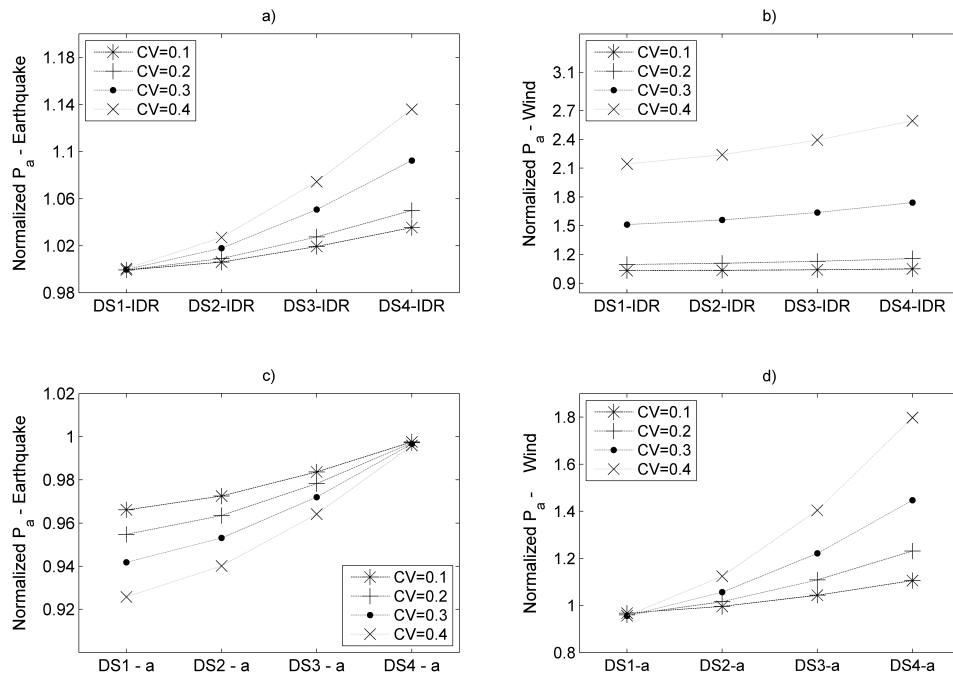 a)
Normalized P_a - Earthquake
1.18
1.14
1.1
1.06
1.02
0.98
CV=0.1
CV=0.2
CV=0.3
CV=0.4
DS1-IDR DS2-IDR DS3-IDR DS4-IDR
b)
Normalized P_a - Wind
3.1
2.7
2.4
2.1
1.8
1.5
1.2
0.9
CV=0.1
CV=0.2
CV=0.3
CV=0.4
DS1-IDR DS2-IDR DS3-IDR DS4-IDR
c)
Normalized P_a - Earthquake
1.02
1
0.98
0.96
0.94
0.92
CV=0.1
CV=0.2
CV=0.3
CV=0.4
DS1 - a DS2 - a DS3 - a DS4 - a
d)
Normalized P_a - Wind
1.8
1.6
1.4
1.2
1
0.8
CV=0.1
CV=0.2
CV=0.3
CV=0.4
DS1-a DS2-a DS3-a DS4-a